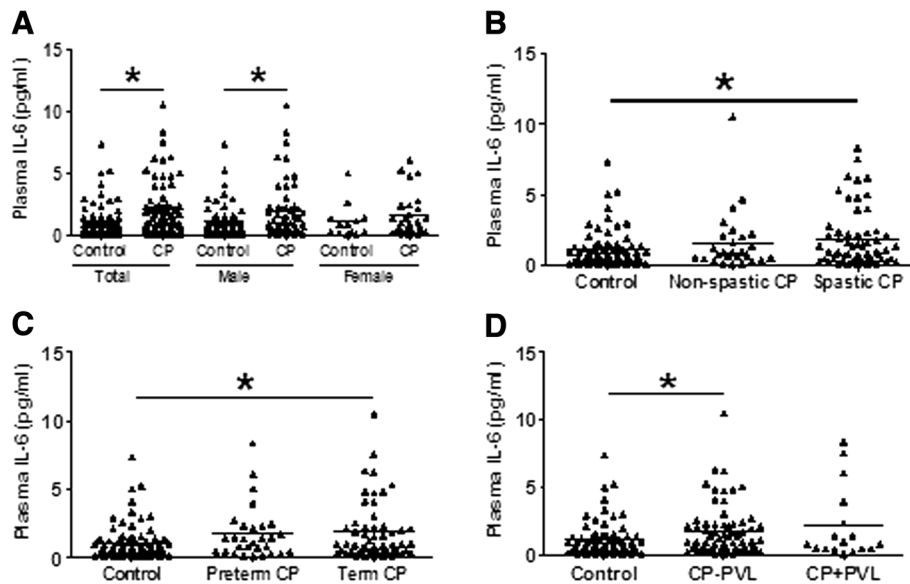 A
Plasma IL-6 (pg/ml)
15
10
5
0
*
*
Control CP Control CP Control CP
Total Male Female
B
Plasma IL-6 (pg/ml)
15
10
5
0
*
Control Non-spastic CP Spastic CP
C
Plasma IL-6 (pg/ml)
15
10
5
0
*
Control Preterm CP Term CP
D
Plasma IL-6 (pg/ml)
15
10
5
0
*
Control CP-PVL CP+PVL